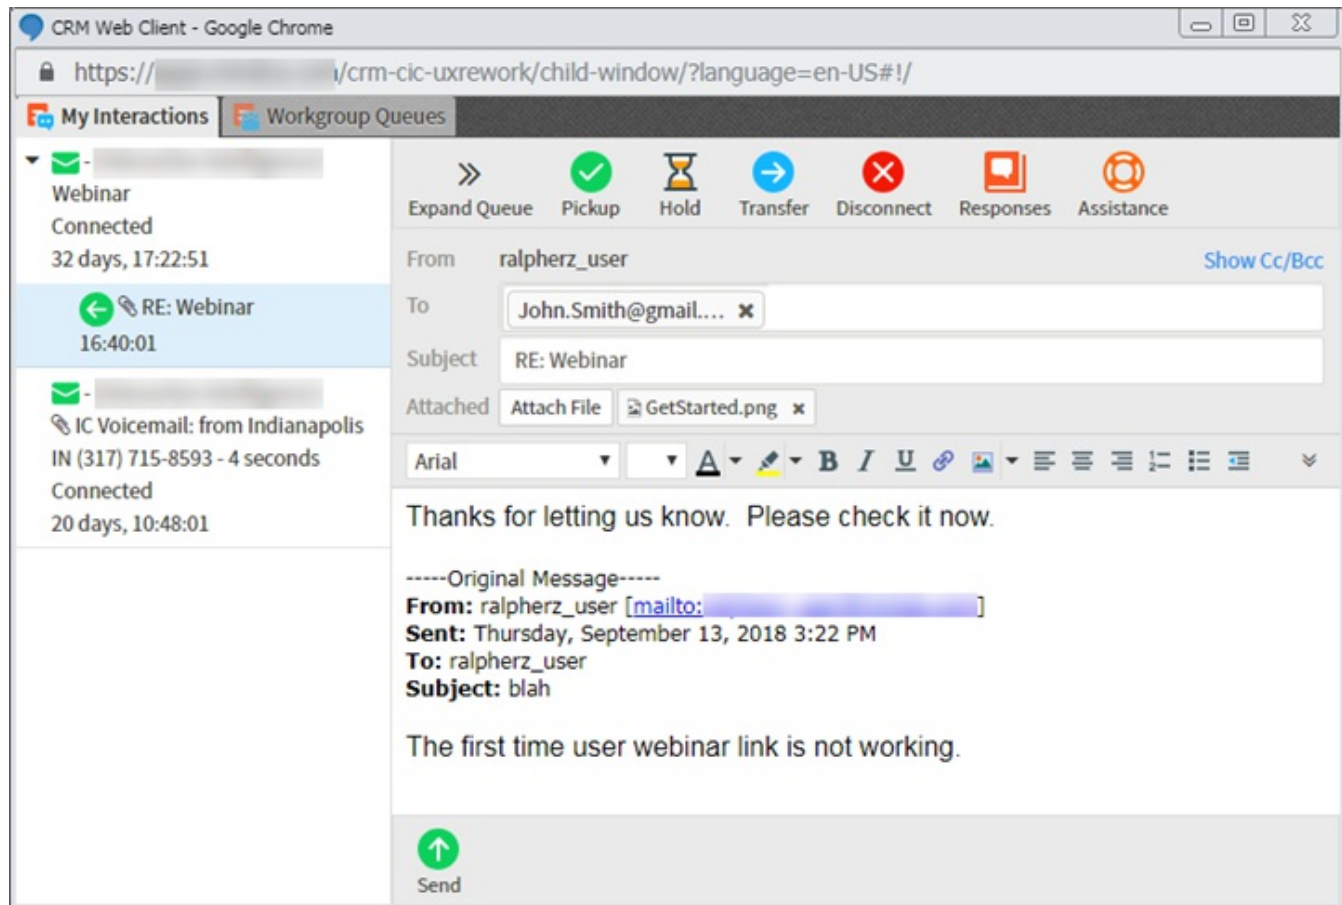 CRM Web Client - Google Chrome
https:// /crm-cic-uxrework/child-window/?language=en-US#!/
My Interactions Workgroup Queues
-
Webinar
Connected
32 days, 17:22:51
RE: Webinar
16:40:01
-
IC Voicemail: from Indianapolis
IN (317) 715-8593 - 4 seconds
Connected
20 days, 10:48:01
Expand Queue Pickup Hold Transfer Disconnect Responses Assistance
From ralpherz_user Show Cc/Bcc
To John.Smith@gmail.... ×
Subject RE: Webinar
Attached Attach File GetStarted.png ×
Arial A B I U
Thanks for letting us know. Please check it now.
-----Original Message-----
From: ralpherz_user [mailto: ]
Sent: Thursday, September 13, 2018 3:22 PM
To: ralpherz_user
Subject: blah
The first time user webinar link is not working.
Send